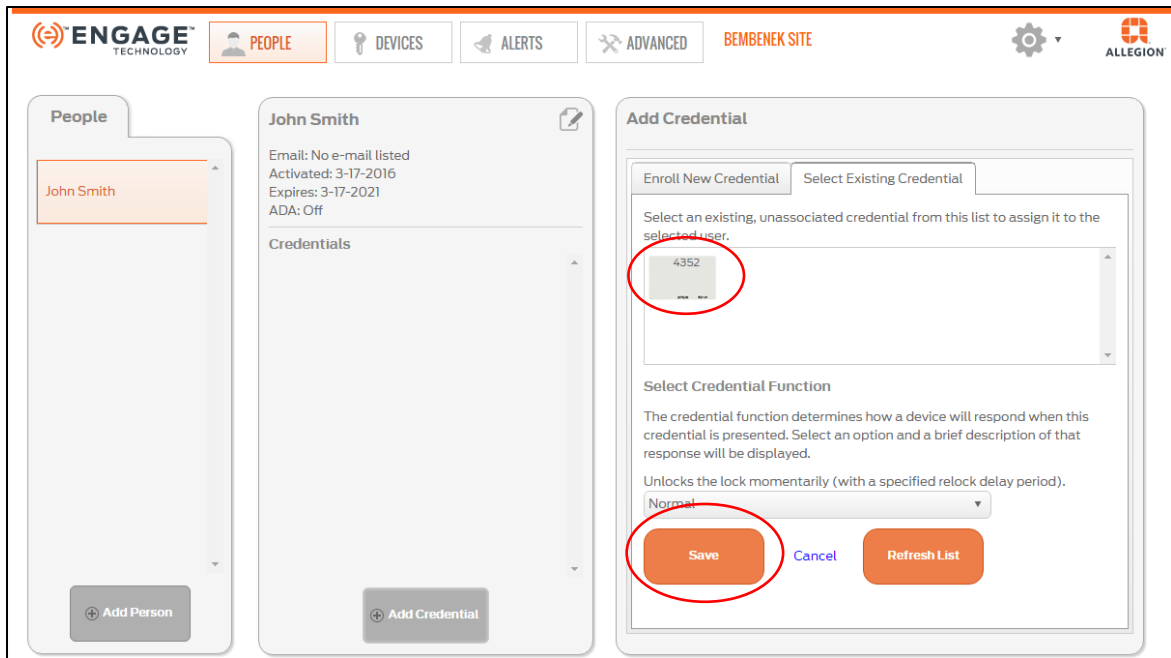 ENGAGE™
TECHNOLOGY
PEOPLE
DEVICES
ALERTS
ADVANCED
BEMBENEK SITE
ALLEGION
People
John Smith
Add Person
John Smith
Email: No e-mail listed
Activated: 3-17-2016
Expires: 3-17-2021
ADA: Off
Credentials
Add Credential
Add Credential
Enroll New Credential
Select Existing Credential
Select an existing, unassociated credential from this list to assign it to the
selected user.
4352
Select Credential Function
The credential function determines how a device will respond when this
credential is presented. Select an option and a brief description of that
response will be displayed.
Unlocks the lock momentarily (with a specified relock delay period).
Normal
Save
Cancel
Refresh List